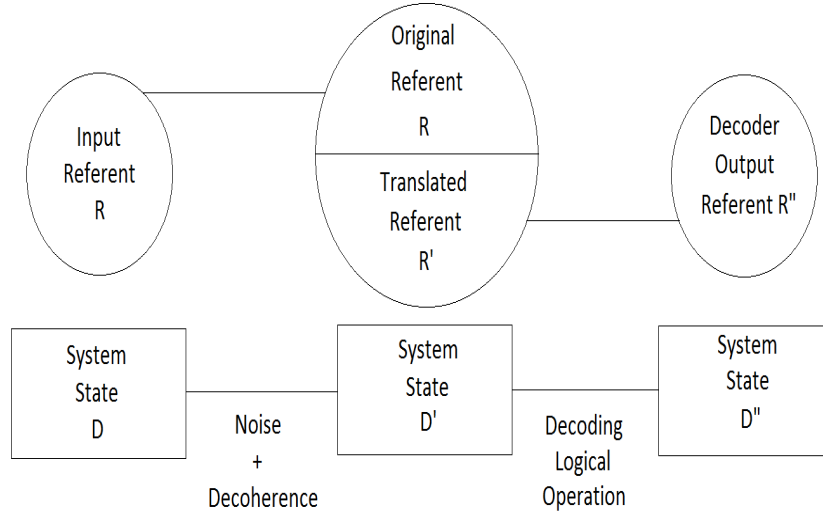 Input
Referent
R
Original
Referent
R
Translated
Referent
R'
Decoder
Output
Referent R"
System
State
D
Noise
+
Decoherence
System
State
D'
Decoding
Logical
Operation
System
State
D"